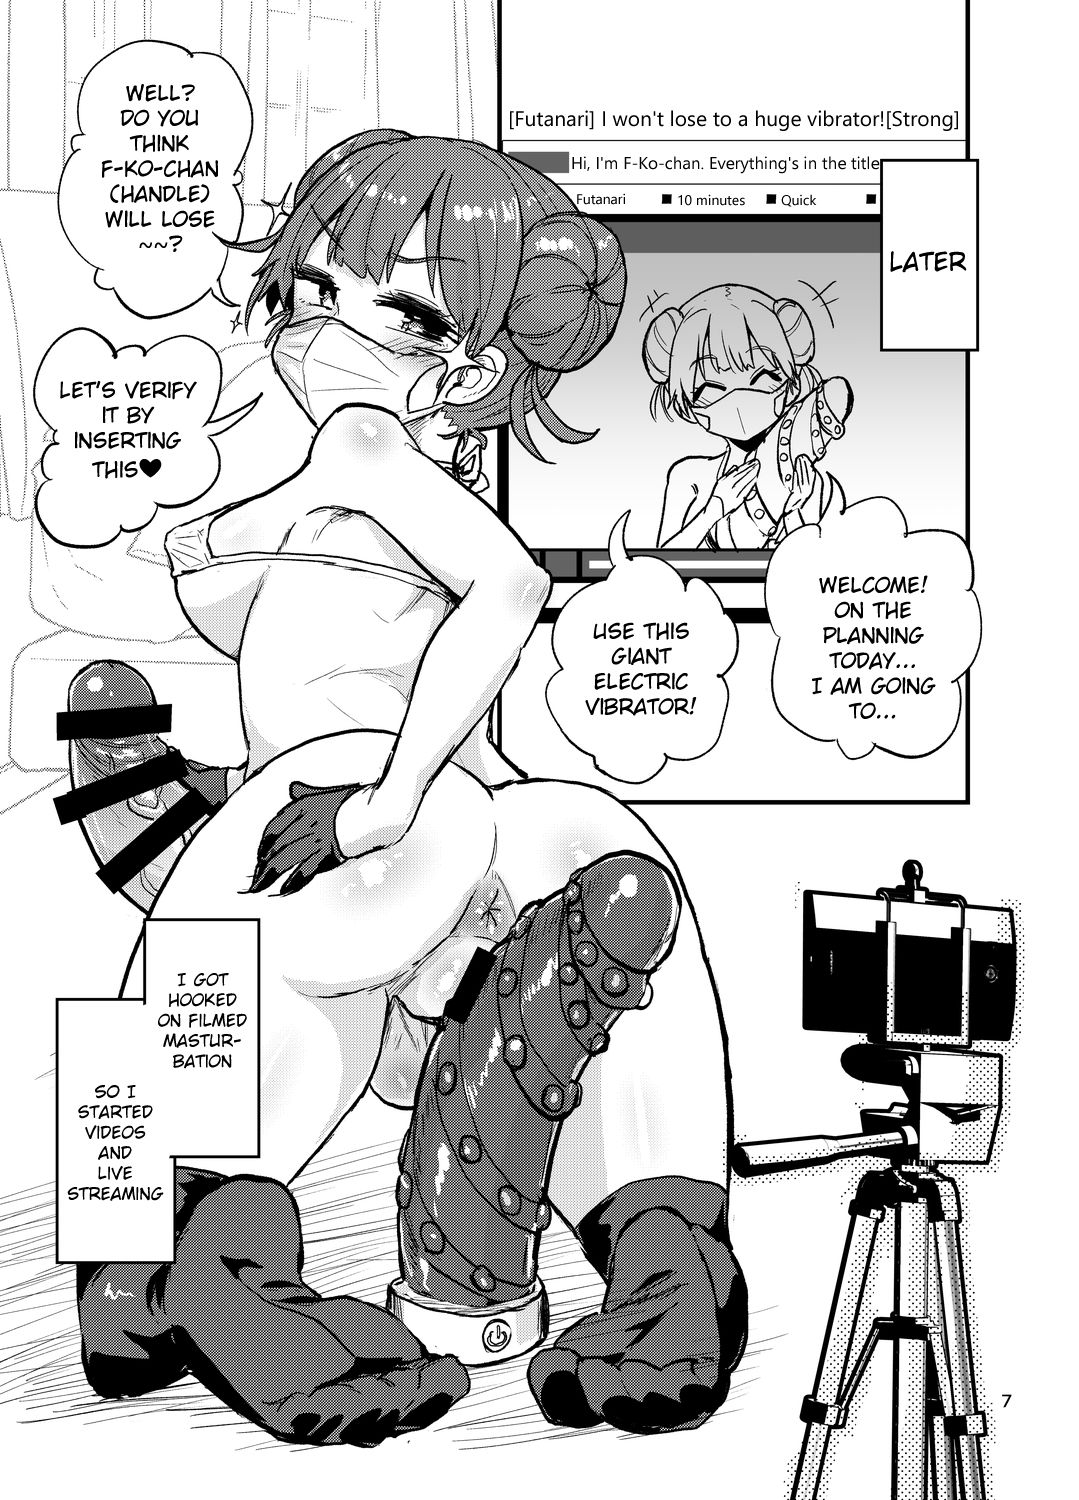 [Futanari] I won't lose to a huge vibrator![Strong]
Hi, I'm F-Ko-chan. Everything's in the title
Futanari ■ 10 minutes ■ Quick ■
LATER
WELCOME!
ON THE
PLANNING
TODAY...
I AM GOING
TO...
USE THIS
GIANT
ELECTRIC
VIBRATOR!
WELL?
DO YOU
THINK
F-KO-CHAN
(HANDLE)
WILL LOSE
~~?
LET'S VERIFY
IT BY
INSERTING
THIS♥
I GOT
HOOKED
ON FILMED
MASTUR-
BATION
SO I
STARTED
VIDEOS
AND
LIVE
STREAMING
7